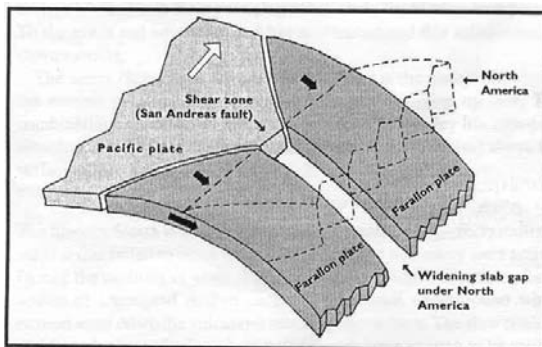 North
America
Shear zone
(San Andreas fault)
Pacific plate
Farallon plate
Farallon plate
Widening slab gap
under North
America